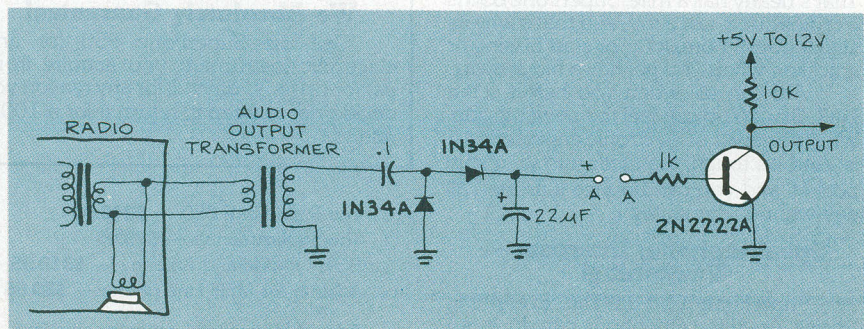 RADIO
AUDIO
OUTPUT
TRANSFORMER
.1
1N34A
1N34A
+
22µF
+
A
A
1K
+5V TO 12V
10K
OUTPUT
2N2222A